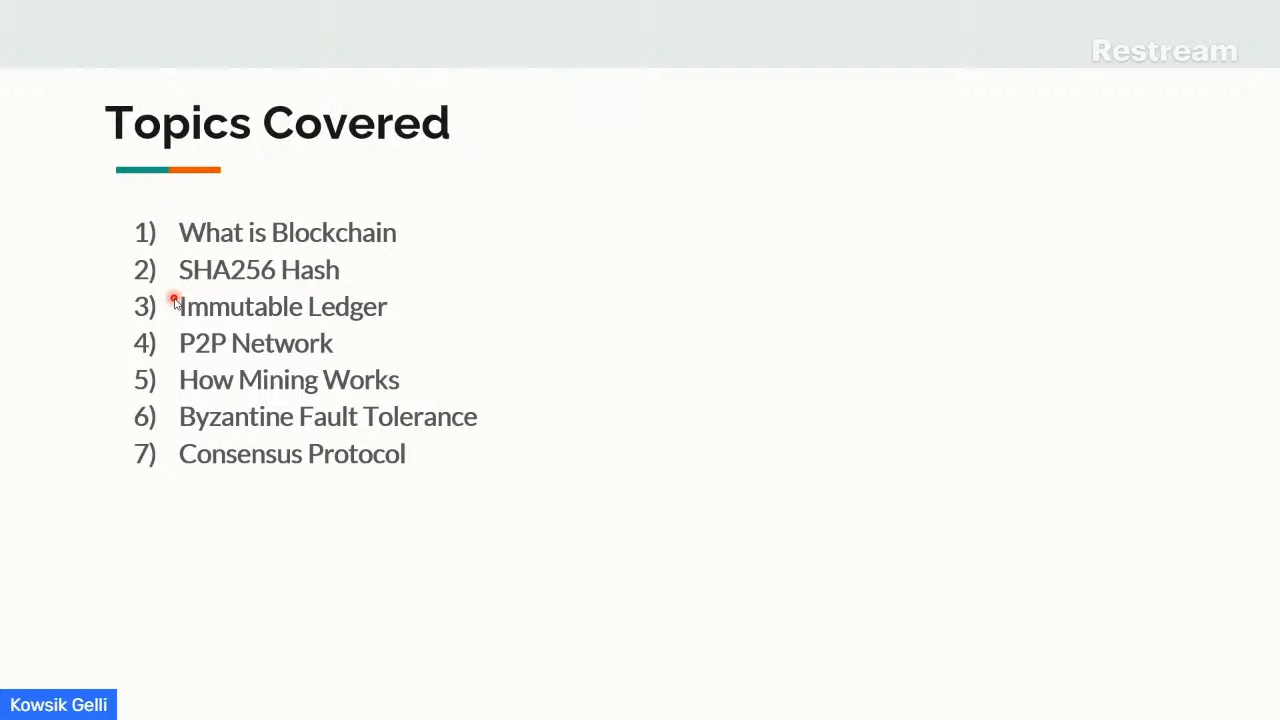 Restream
Topics Covered
1) What is Blockchain
2) SHA256 Hash
3) Immutable Ledger
4) P2P Network
5) How Mining Works
6) Byzantine Fault Tolerance
7) Consensus Protocol
Kowsik Gelli